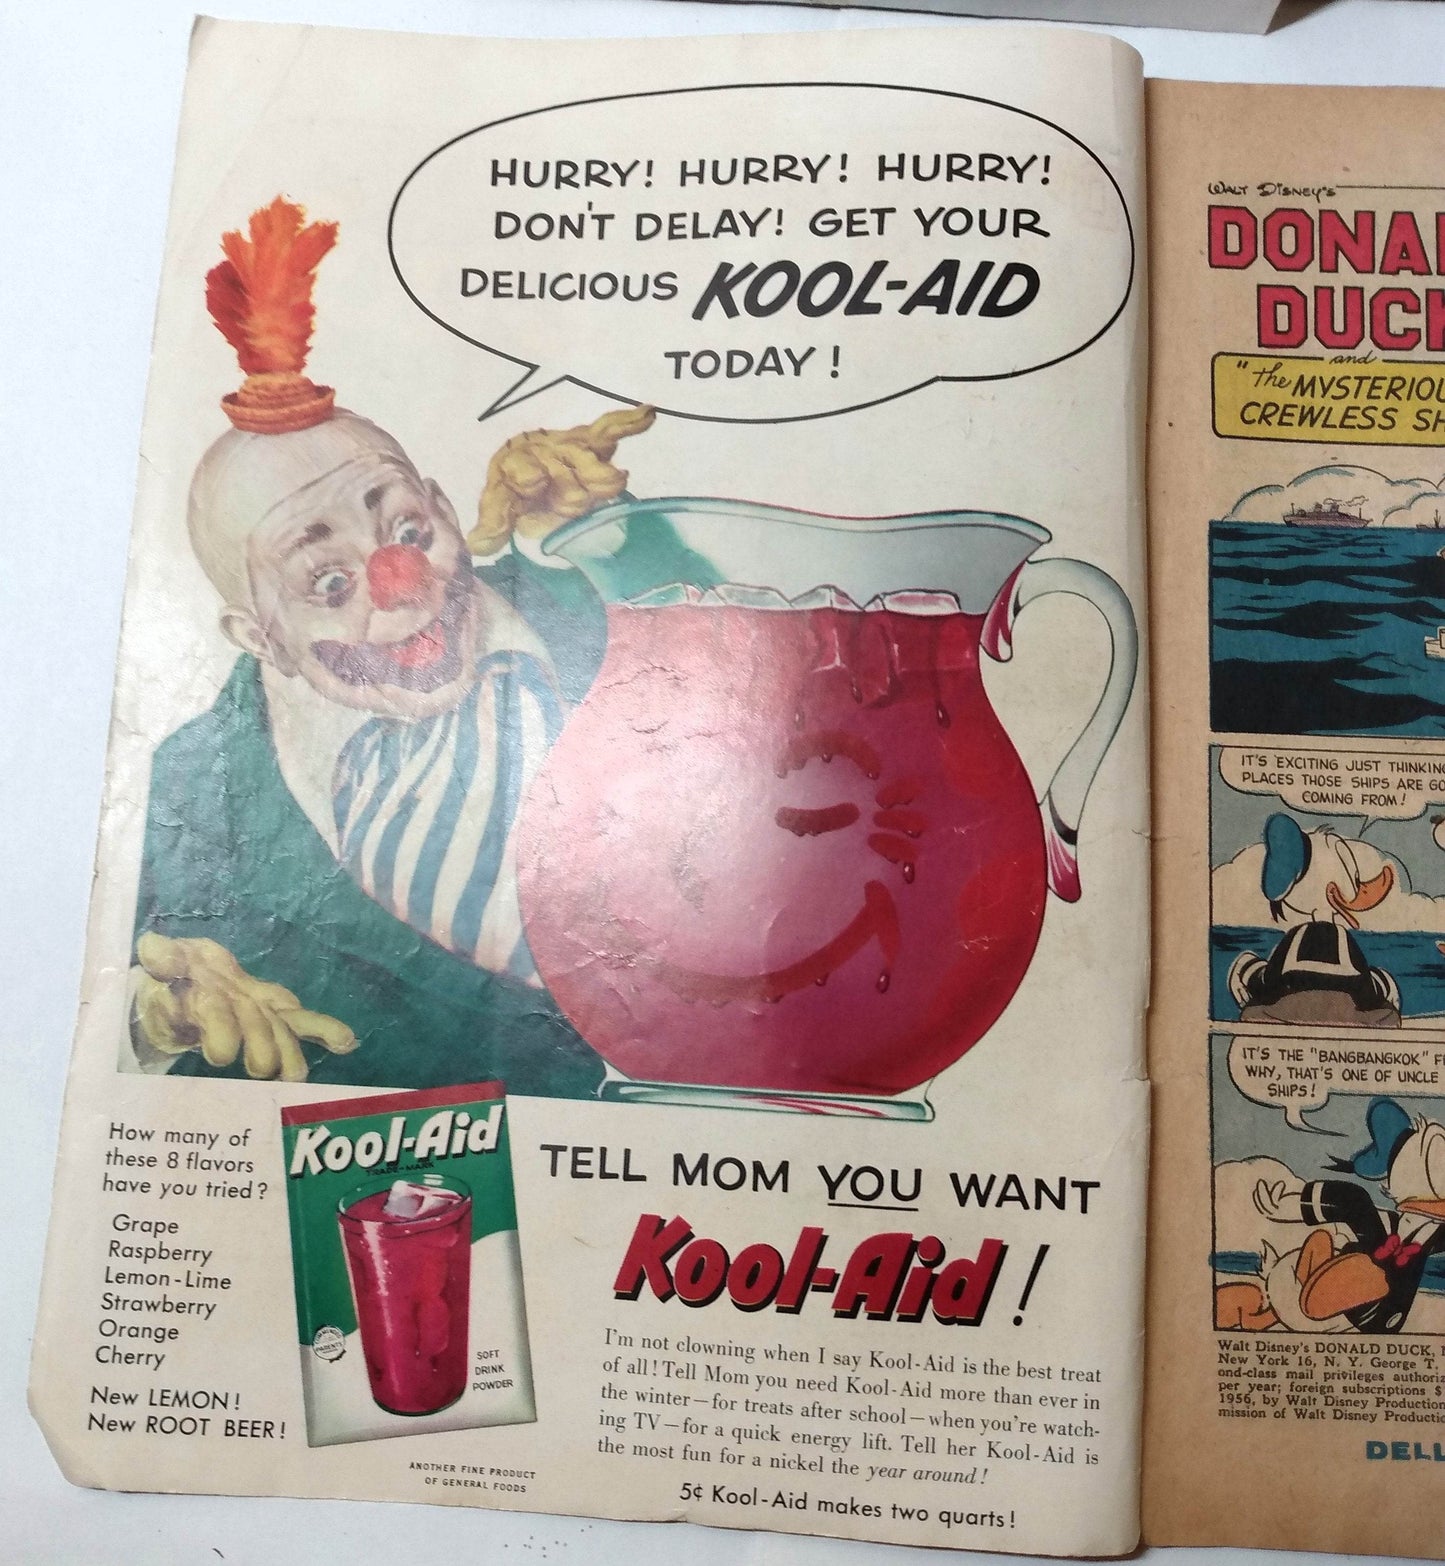 HURRY! HURRY! HURRY!
DON'T DELAY! GET YOUR
DELICIOUS KOOL-AID
TODAY!
How many of
these 8 flavors
have you tried?
Grape
Raspberry
Lemon-Lime
Strawberry
Orange
Cherry
New LEMON!
New ROOT BEER!
Kool-Aid
TRADE-MARK
SOFT
DRINK
POWDER
ANOTHER FINE PRODUCT
OF GENERAL FOODS
TELL MOM YOU WANT
Kool-Aid!
I'm not clowning when I say Kool-Aid is the best treat
of all! Tell Mom you need Kool-Aid more than ever in
the winter—for treats after school—when you're watch-
ing TV—for a quick energy lift. Tell her Kool-Aid is
the most fun for a nickel the year around!
5¢ Kool-Aid makes two quarts!
WALT DISNEY'S
DONAL
DUCK
and
"the MYSTERIOU
CREWLESS SH
IT'S EXCITING JUST THINKING
PLACES THOSE SHIPS ARE GO
COMING FROM!
IT'S THE "BANGBANGKOK" F
WHY, THAT'S ONE OF UNCLE
SHIPS!
Walt Disney's DONALD DUCK,
New York 16, N. Y. George T.
ond-class mail privileges authoriz
per year; foreign subscriptions $
1956, by Walt Disney Production
mission of Walt Disney Productio
DELL